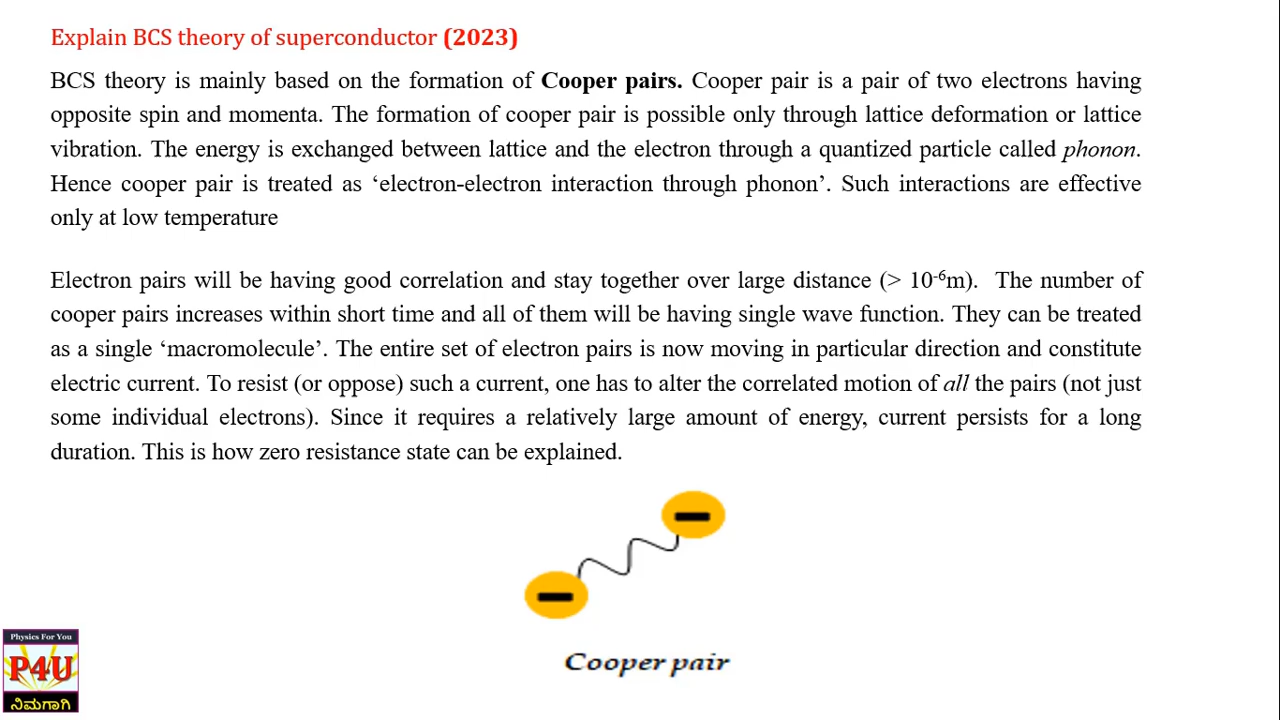 Explain BCS theory of superconductor (2023)
BCS theory is mainly based on the formation of Cooper pairs. Cooper pair is a pair of two electrons having
opposite spin and momenta. The formation of cooper pair is possible only through lattice deformation or lattice
vibration. The energy is exchanged between lattice and the electron through a quantized particle called phonon.
Hence cooper pair is treated as ‘electron-electron interaction through phonon’. Such interactions are effective
only at low temperature
Electron pairs will be having good correlation and stay together over large distance (> 10⁻⁶m). The number of
cooper pairs increases within short time and all of them will be having single wave function. They can be treated
as a single ‘macromolecule’. The entire set of electron pairs is now moving in particular direction and constitute
electric current. To resist (or oppose) such a current, one has to alter the correlated motion of all the pairs (not just
some individual electrons). Since it requires a relatively large amount of energy, current persists for a long
duration. This is how zero resistance state can be explained.
Cooper pair
Physics For You
P4U
ನಿಮಗಾಗಿ